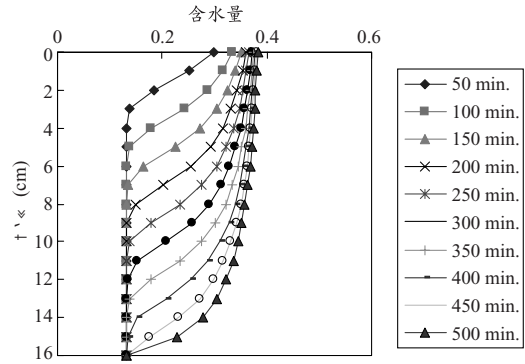 含水量
0 0.2 0.4 0.6
0
2
4
6
8
10
12
14
16
†‵« (cm)
50 min.
100 min.
150 min.
200 min.
250 min.
300 min.
350 min.
400 min.
450 min.
500 min.